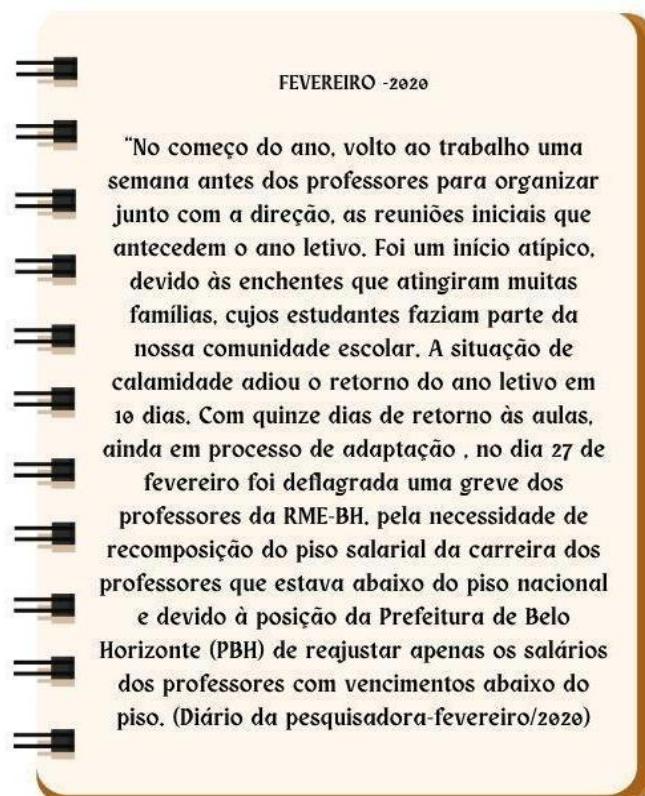 FEVEREIRO -2020
"No começo do ano, volto ao trabalho uma
semana antes dos professores para organizar
junto com a direção, as reuniões iniciais que
antecedem o ano letivo. Foi um início atípico,
devido às enchentes que atingiram muitas
famílias, cujos estudantes faziam parte da
nossa comunidade escolar. A situação de
calamidade adiou o retorno do ano letivo em
10 dias. Com quinze dias de retorno às aulas,
ainda em processo de adaptação , no dia 27 de
fevereiro foi deflagrada uma greve dos
professores da RME-BH, pela necessidade de
recomposição do piso salarial da carreira dos
professores que estava abaixo do piso nacional
e devido à posição da Prefeitura de Belo
Horizonte (PBH) de reajustar apenas os salários
dos professores com vencimentos abaixo do
piso. (Diário da pesquisadora-fevereiro/2020)